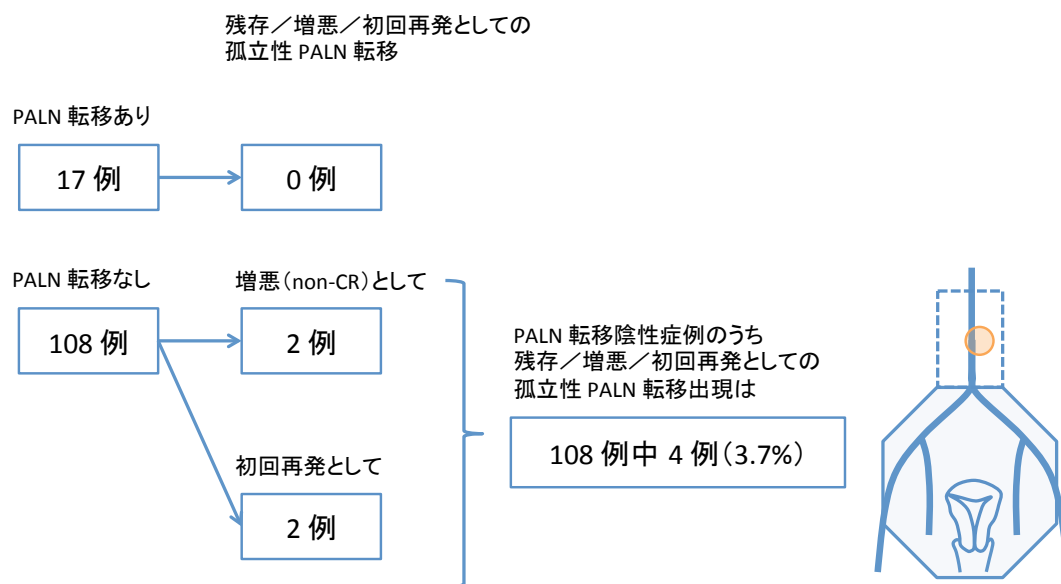 残存／増悪／初回再発としての
孤立性 PALN 転移
PALN 転移あり
17 例
0 例
PALN 転移なし
増悪（non-CR）として
108 例
2 例
PALN 転移陰性症例のうち
残存／増悪／初回再発としての
孤立性 PALN 転移出現は
108 例中 4 例（3.7%）
初回再発として
2 例